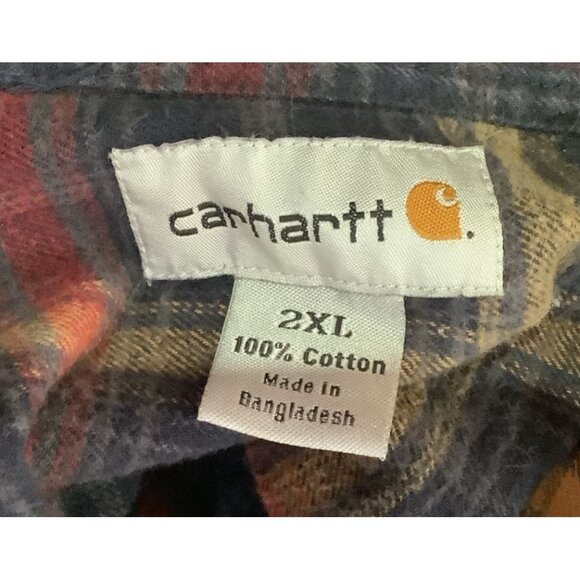 carhartt
2XL
100% Cotton
Made in
Bangladesh